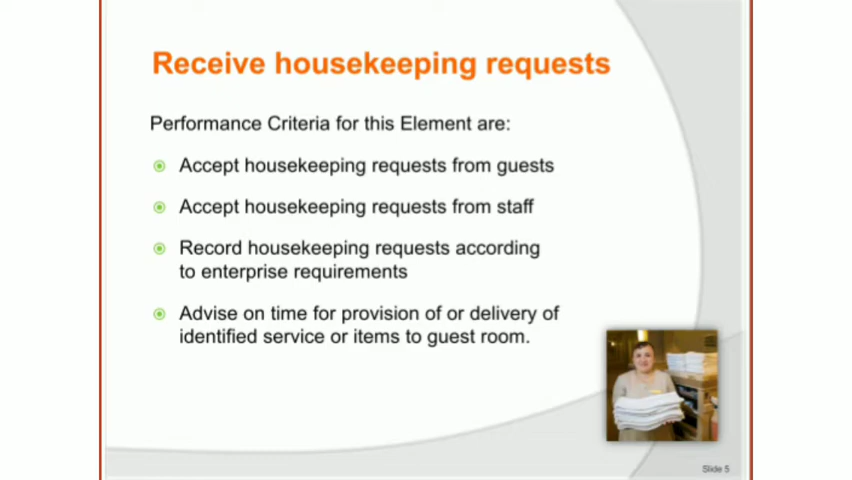 Receive housekeeping requests
Performance Criteria for this Element are:
Accept housekeeping requests from guests
Accept housekeeping requests from staff
Record housekeeping requests according
to enterprise requirements
Advise on time for provision of or delivery of
identified service or items to guest room.
Slide 5